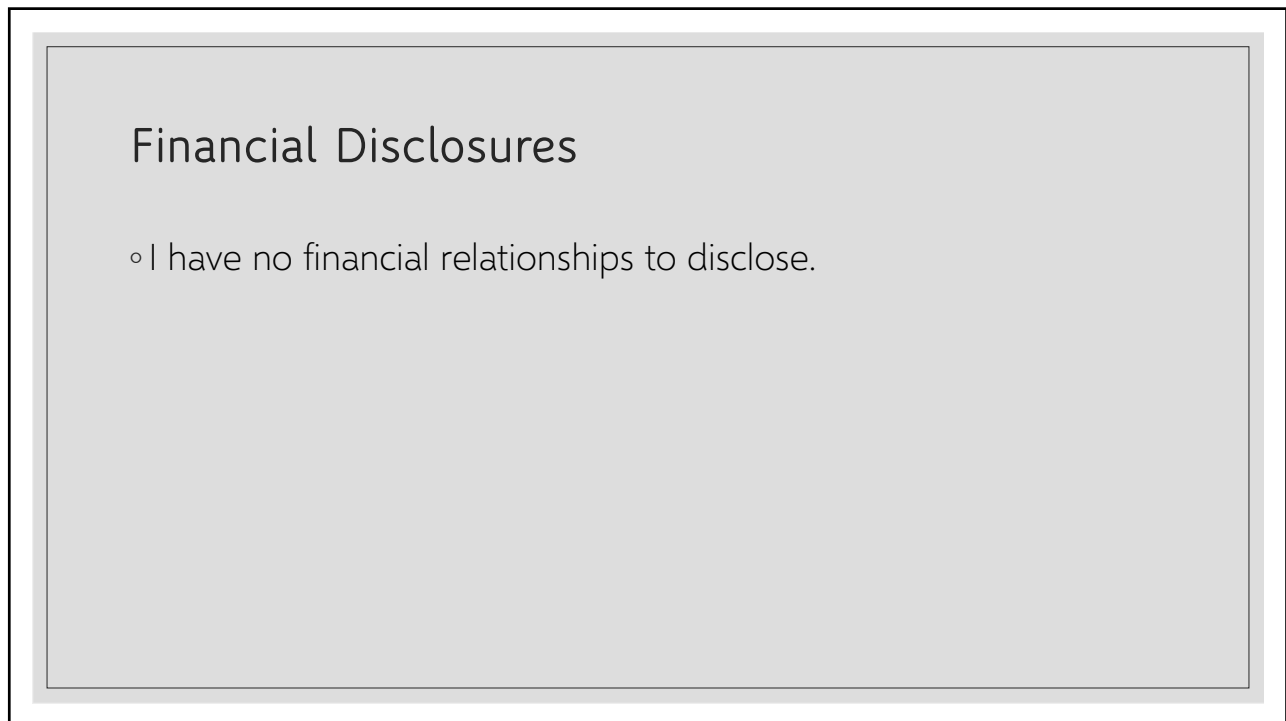 Financial Disclosures
◦I have no financial relationships to disclose.